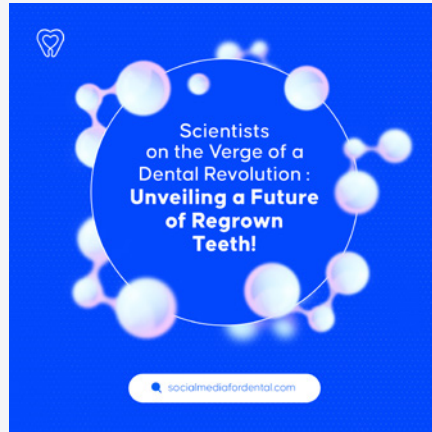 Scientists
on the Verge of a
Dental Revolution :
Unveiling a Future
of Regrown
Teeth!
socialmediafordental.com